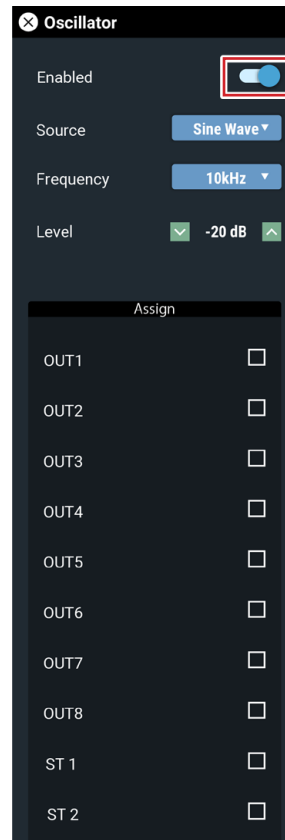 Oscillator
Enabled
Source Sine Wave
Frequency 10kHz
Level -20 dB
Assign
OUT1
OUT2
OUT3
OUT4
OUT5
OUT6
OUT7
OUT8
ST 1
ST 2